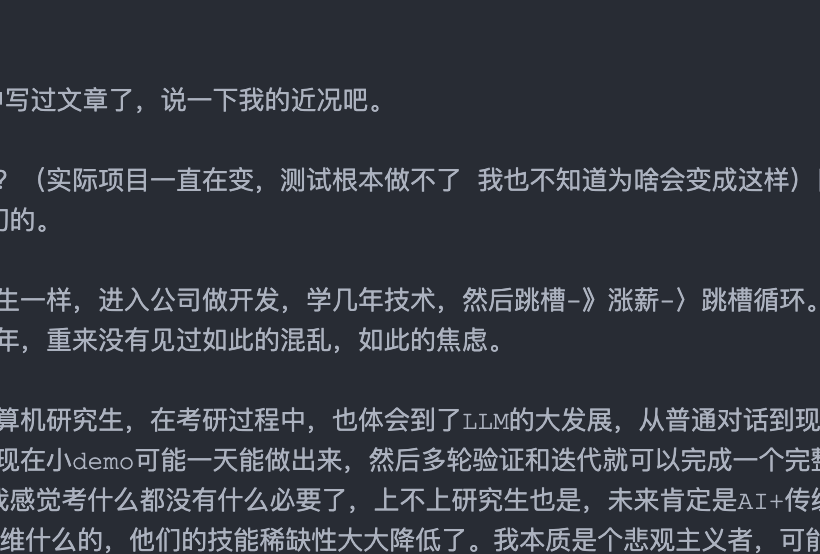 写过文章了，说一下我的近况吧。
？（实际项目一直在变，测试根本做不了 我也不知道为啥会变成这样）
们的。
生一样，进入公司做开发，学几年技术，然后跳槽-》涨薪-〉跳槽循环。
年，重来没有见过如此的混乱，如此的焦虑。
算机研究生，在考研过程中，也体会到了LLM的大发展，从普通对话到现
现在小demo可能一天能做出来，然后多轮验证和迭代就可以完成一个完整
我感觉考什么都没有什么必要了，上不上研究生也是，未来肯定是AI+传统
维什么的，他们的技能稀缺性大大降低了。我本质是个悲观主义者，可能